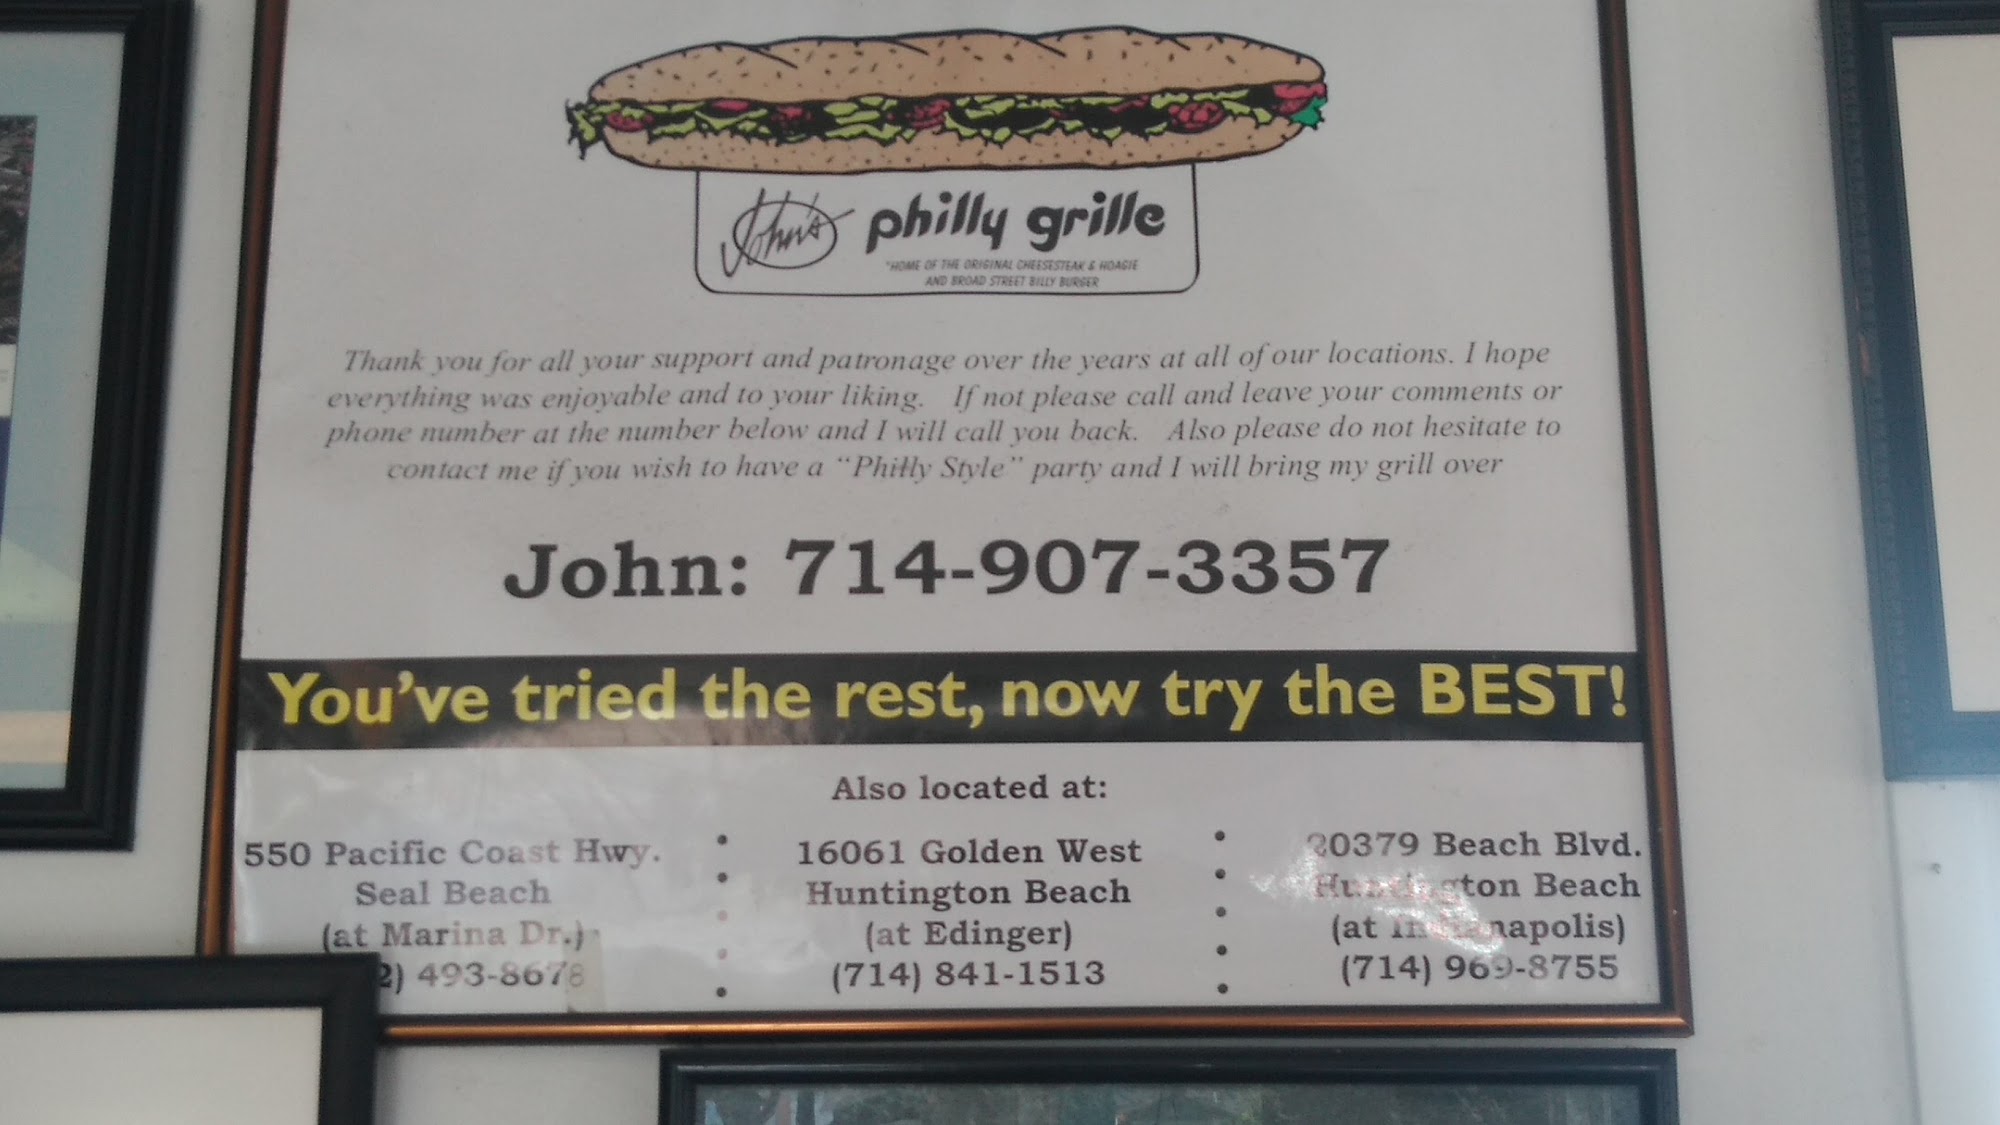 John's philly grille
"HOME OF THE ORIGINAL CHEESESTEAK & HOAGIE
AND BROAD STREET BILLY BURGER
Thank you for all your support and patronage over the years at all of our locations. I hope
everything was enjoyable and to your liking. If not please call and leave your comments or
phone number at the number below and I will call you back. Also please do not hesitate to
contact me if you wish to have a "Philly Style" party and I will bring my grill over
John: 714-907-3357
You've tried the rest, now try the BEST!
Also located at:
550 Pacific Coast Hwy.
Seal Beach
(at Marina Dr.)
2) 493-8678
16061 Golden West
Huntington Beach
(at Edinger)
(714) 841-1513
20379 Beach Blvd.
Huntington Beach
(at Indianapolis)
(714) 969-8755